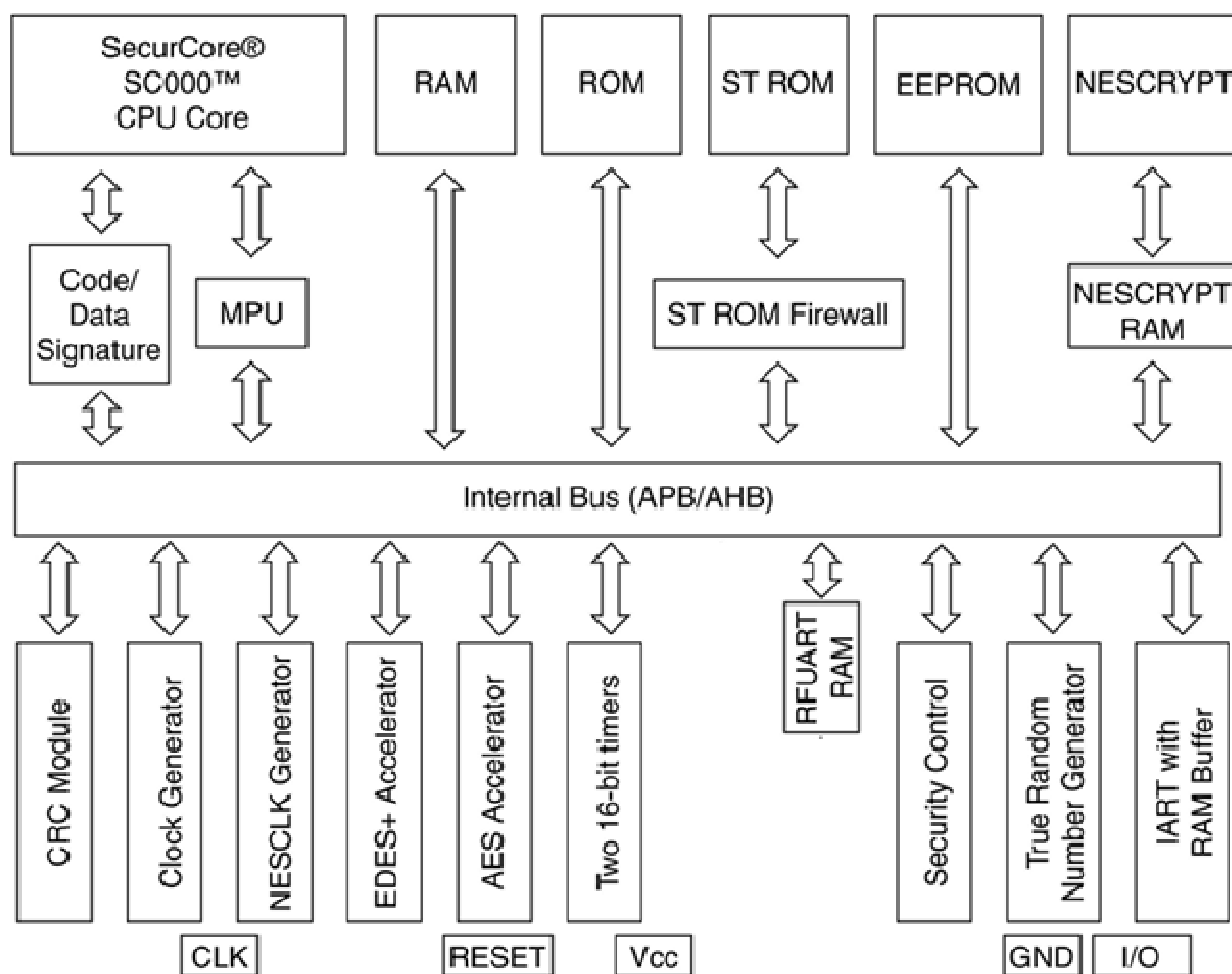 SecurCore®
SC000™
CPU Core
RAM
ROM
ST ROM
EEPROM
NESCRYPT
Code/
Data
Signature
MPU
ST ROM Firewall
NESCRYPT
RAM
Internal Bus (APB/AHB)
CRC Module
Clock Generator
NESCLK Generator
EDES+ Accelerator
AES Accelerator
Two 16-bit timers
RFUART
RAM
Security Control
True Random
Number Generator
IART with
RAM Buffer
CLK
RESET
Vcc
GND
I/O